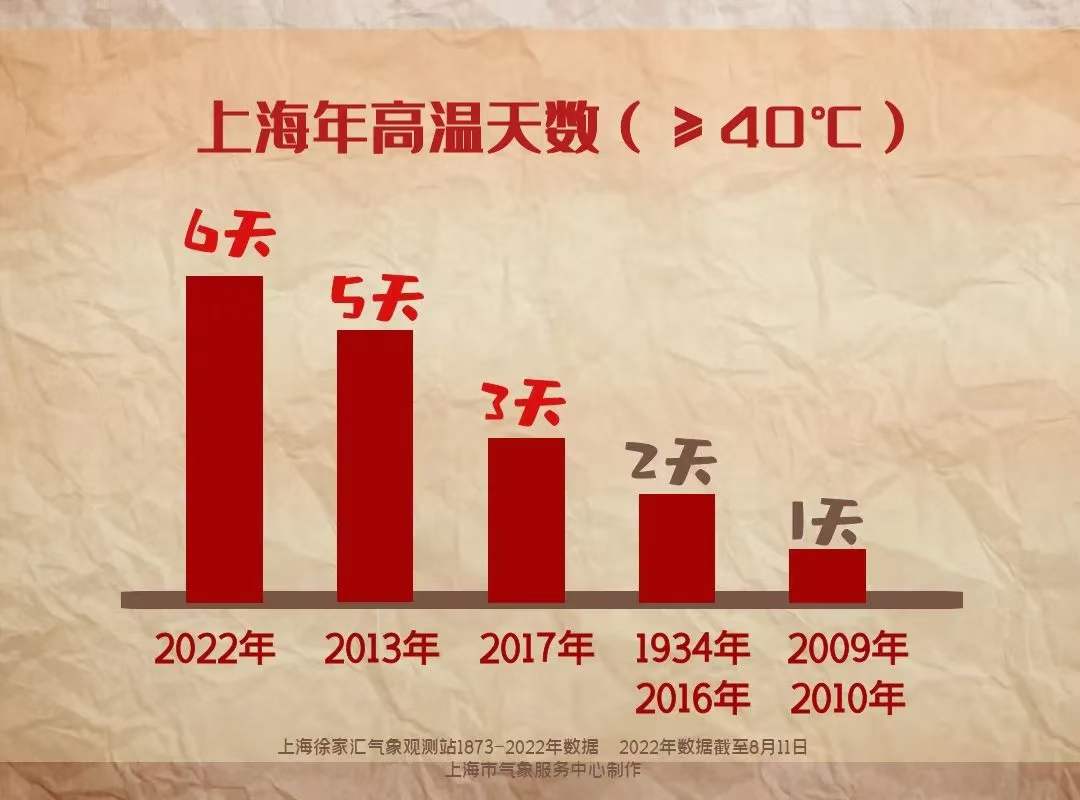 上海年高温天数（≥40℃）
6天
5天
3天
2天
1天
2022年
2013年
2017年
1934年
2009年
2016年
2010年
上海徐家汇气象观测站1873-2022年数据 2022年数据截至8月11日
上海市气象服务中心制作